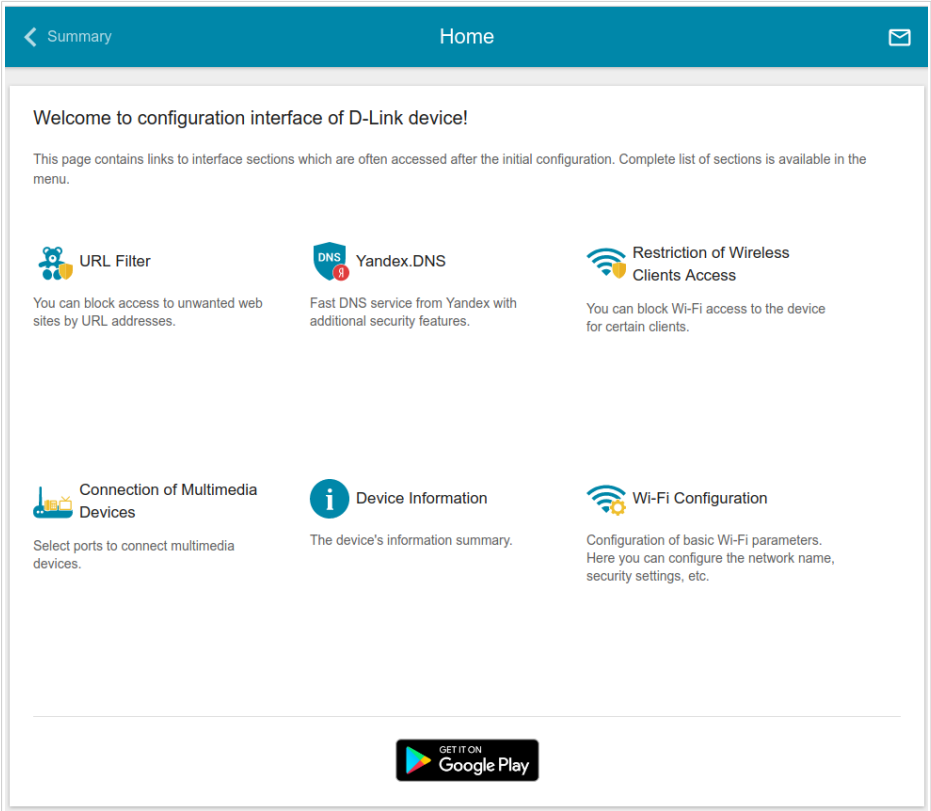 Summary
Home
Welcome to configuration interface of D-Link device!
This page contains links to interface sections which are often accessed after the initial configuration. Complete list of sections is available in the
menu.
URL Filter
You can block access to unwanted web
sites by URL addresses.
DNS
Я
Yandex.DNS
Fast DNS service from Yandex with
additional security features.
Restriction of Wireless
Clients Access
You can block Wi-Fi access to the device
for certain clients.
Connection of Multimedia
Devices
Select ports to connect multimedia
devices.
i
Device Information
The device's information summary.
Wi-Fi Configuration
Configuration of basic Wi-Fi parameters.
Here you can configure the network name,
security settings, etc.
GET IT ON
Google Play